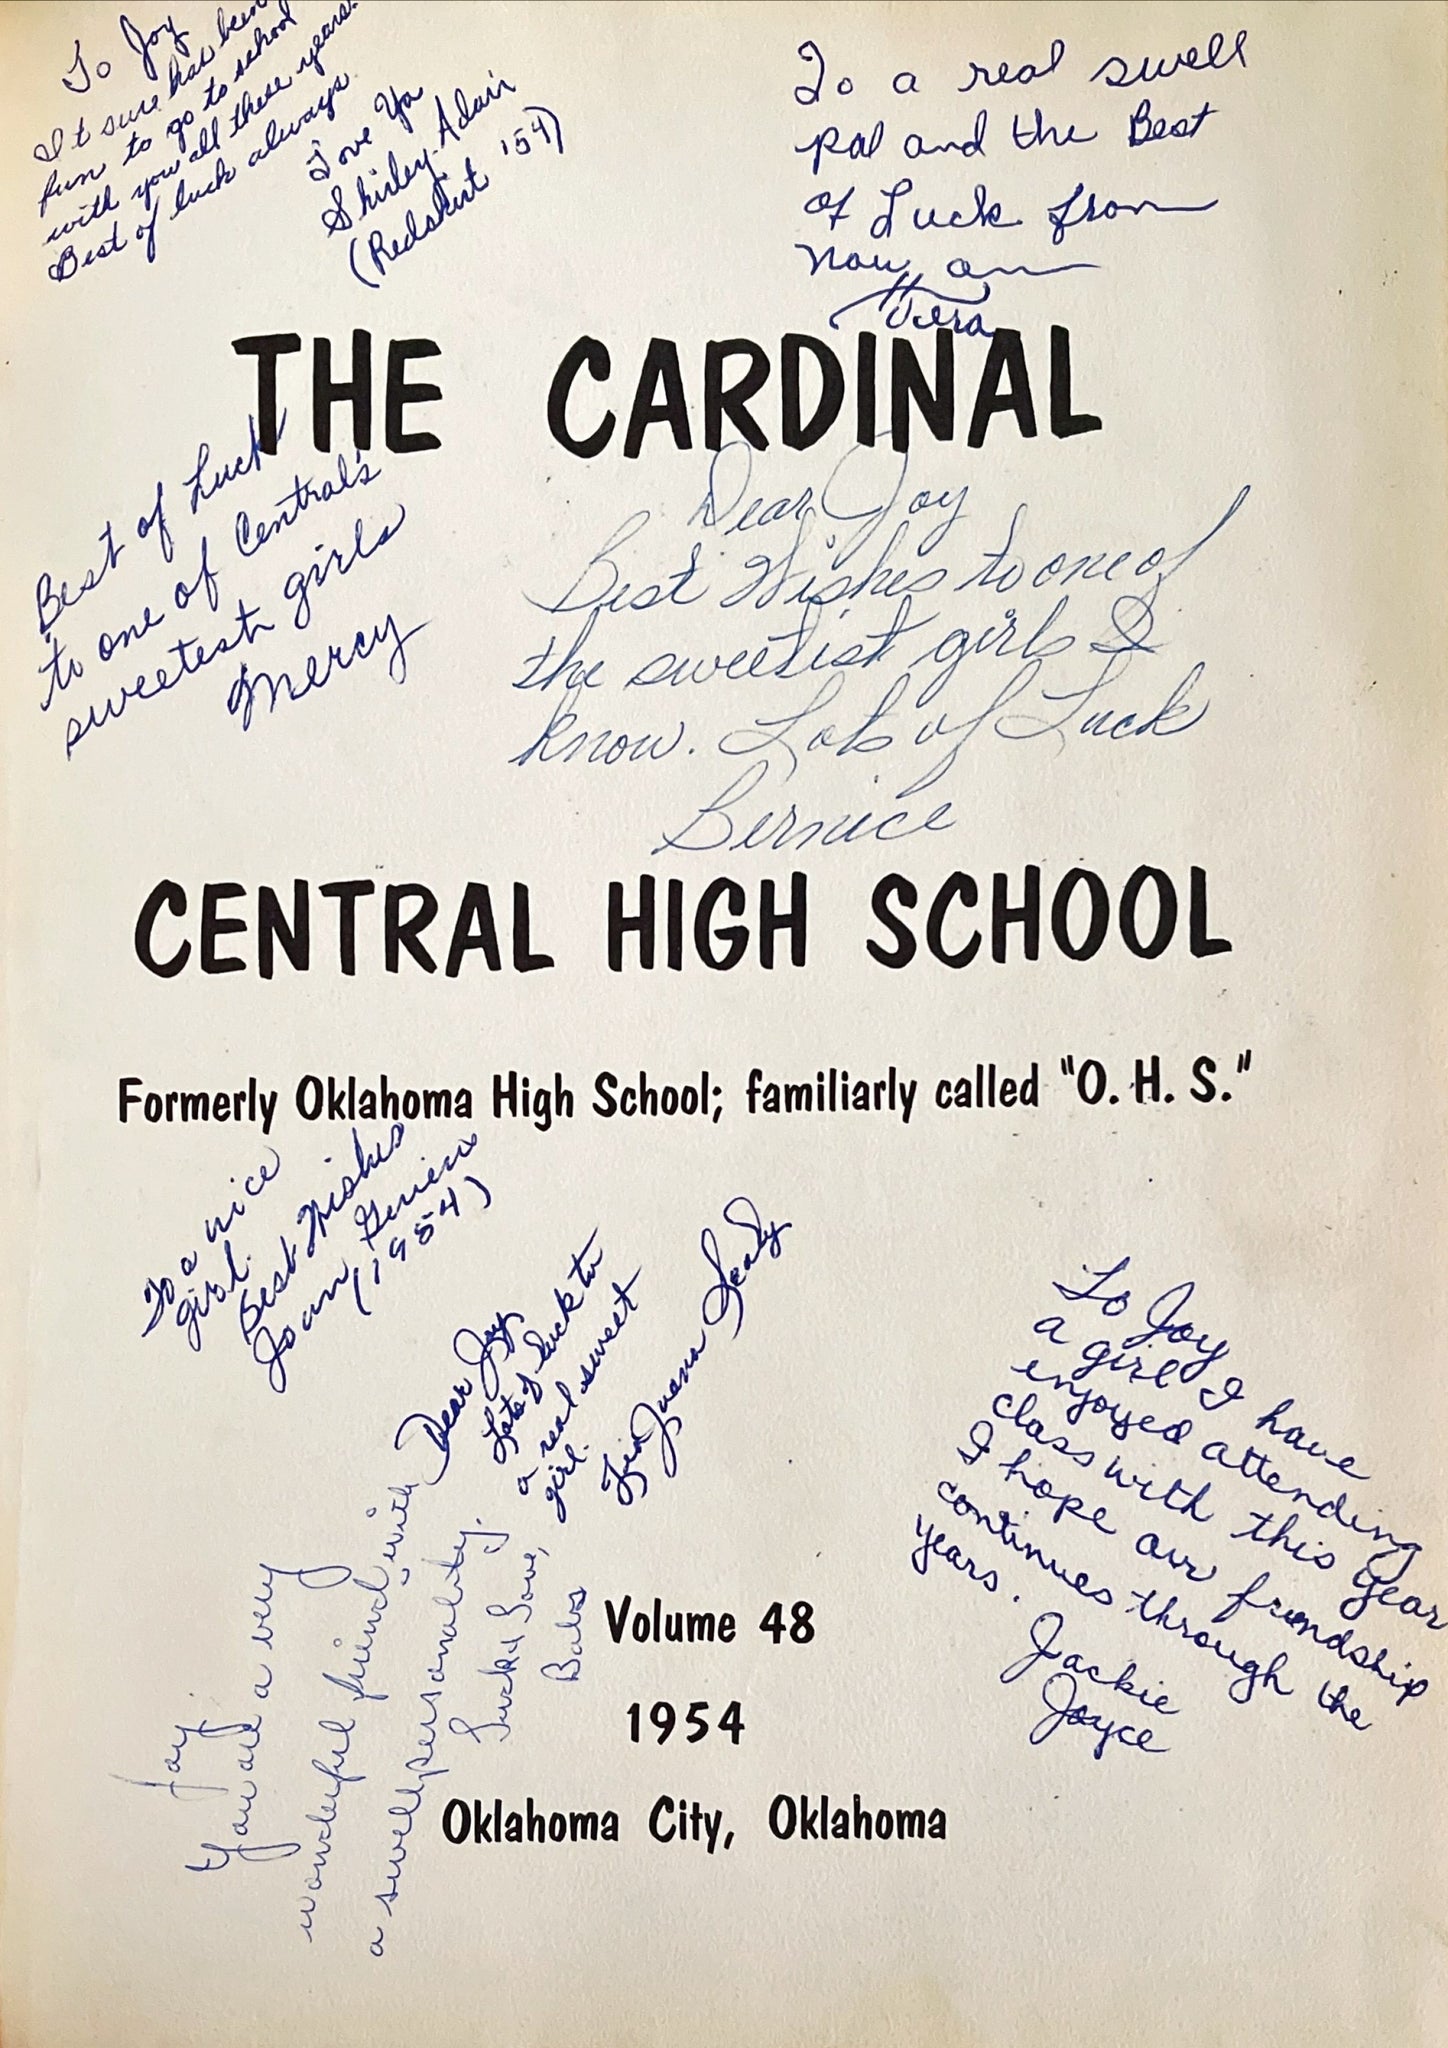 To Joy
It sure has been
fun to go to school
with you all these years.
Best of luck always
Love Ya
Shirley Adair
(Redskirt '54)
To a real swell
pal and the Best
of Luck from
now on
Vera
THE CARDINAL
Best of Luck
to one of Central's
sweetest girls
Mercy
Dear Joy
Best Wishes to one of
the sweetist girls I
know. Lots of Luck
Bernice
CENTRAL HIGH SCHOOL
Formerly Oklahoma High School; familiarly called "O. H. S."
To a nice
girl.
Best Wishes
Joan
(1954)
Dear Joy
Lots of luck to
a real sweet
girl.
Juana
To Joy
a girl I have
enjoyed attending
class with this year
I hope our friendship
continues through the
years.
Jackie
Joyce
Joy
You are a very
wonderful friend with
a swell personality.
Luck & Love,
Babs
Volume 48
1954
Oklahoma City, Oklahoma